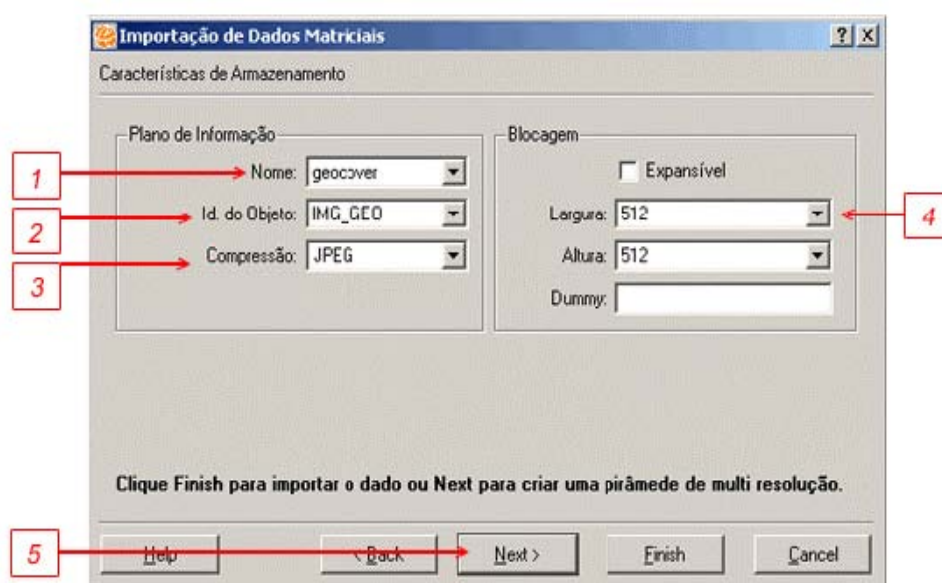 Importação de Dados Matriciais
Características de Armazenamento
Plano de Informação
1
Nome: geocover
2
Id. do Objeto: IMG_GEO
3
Compressão: JPEG
Blocagem
Expansível
Largura: 512
4
Altura: 512
Dummy:
Clique Finish para importar o dado ou Next para criar uma pirâmede de multi resolução.
5
Help
< Back
Next >
Finish
Cancel